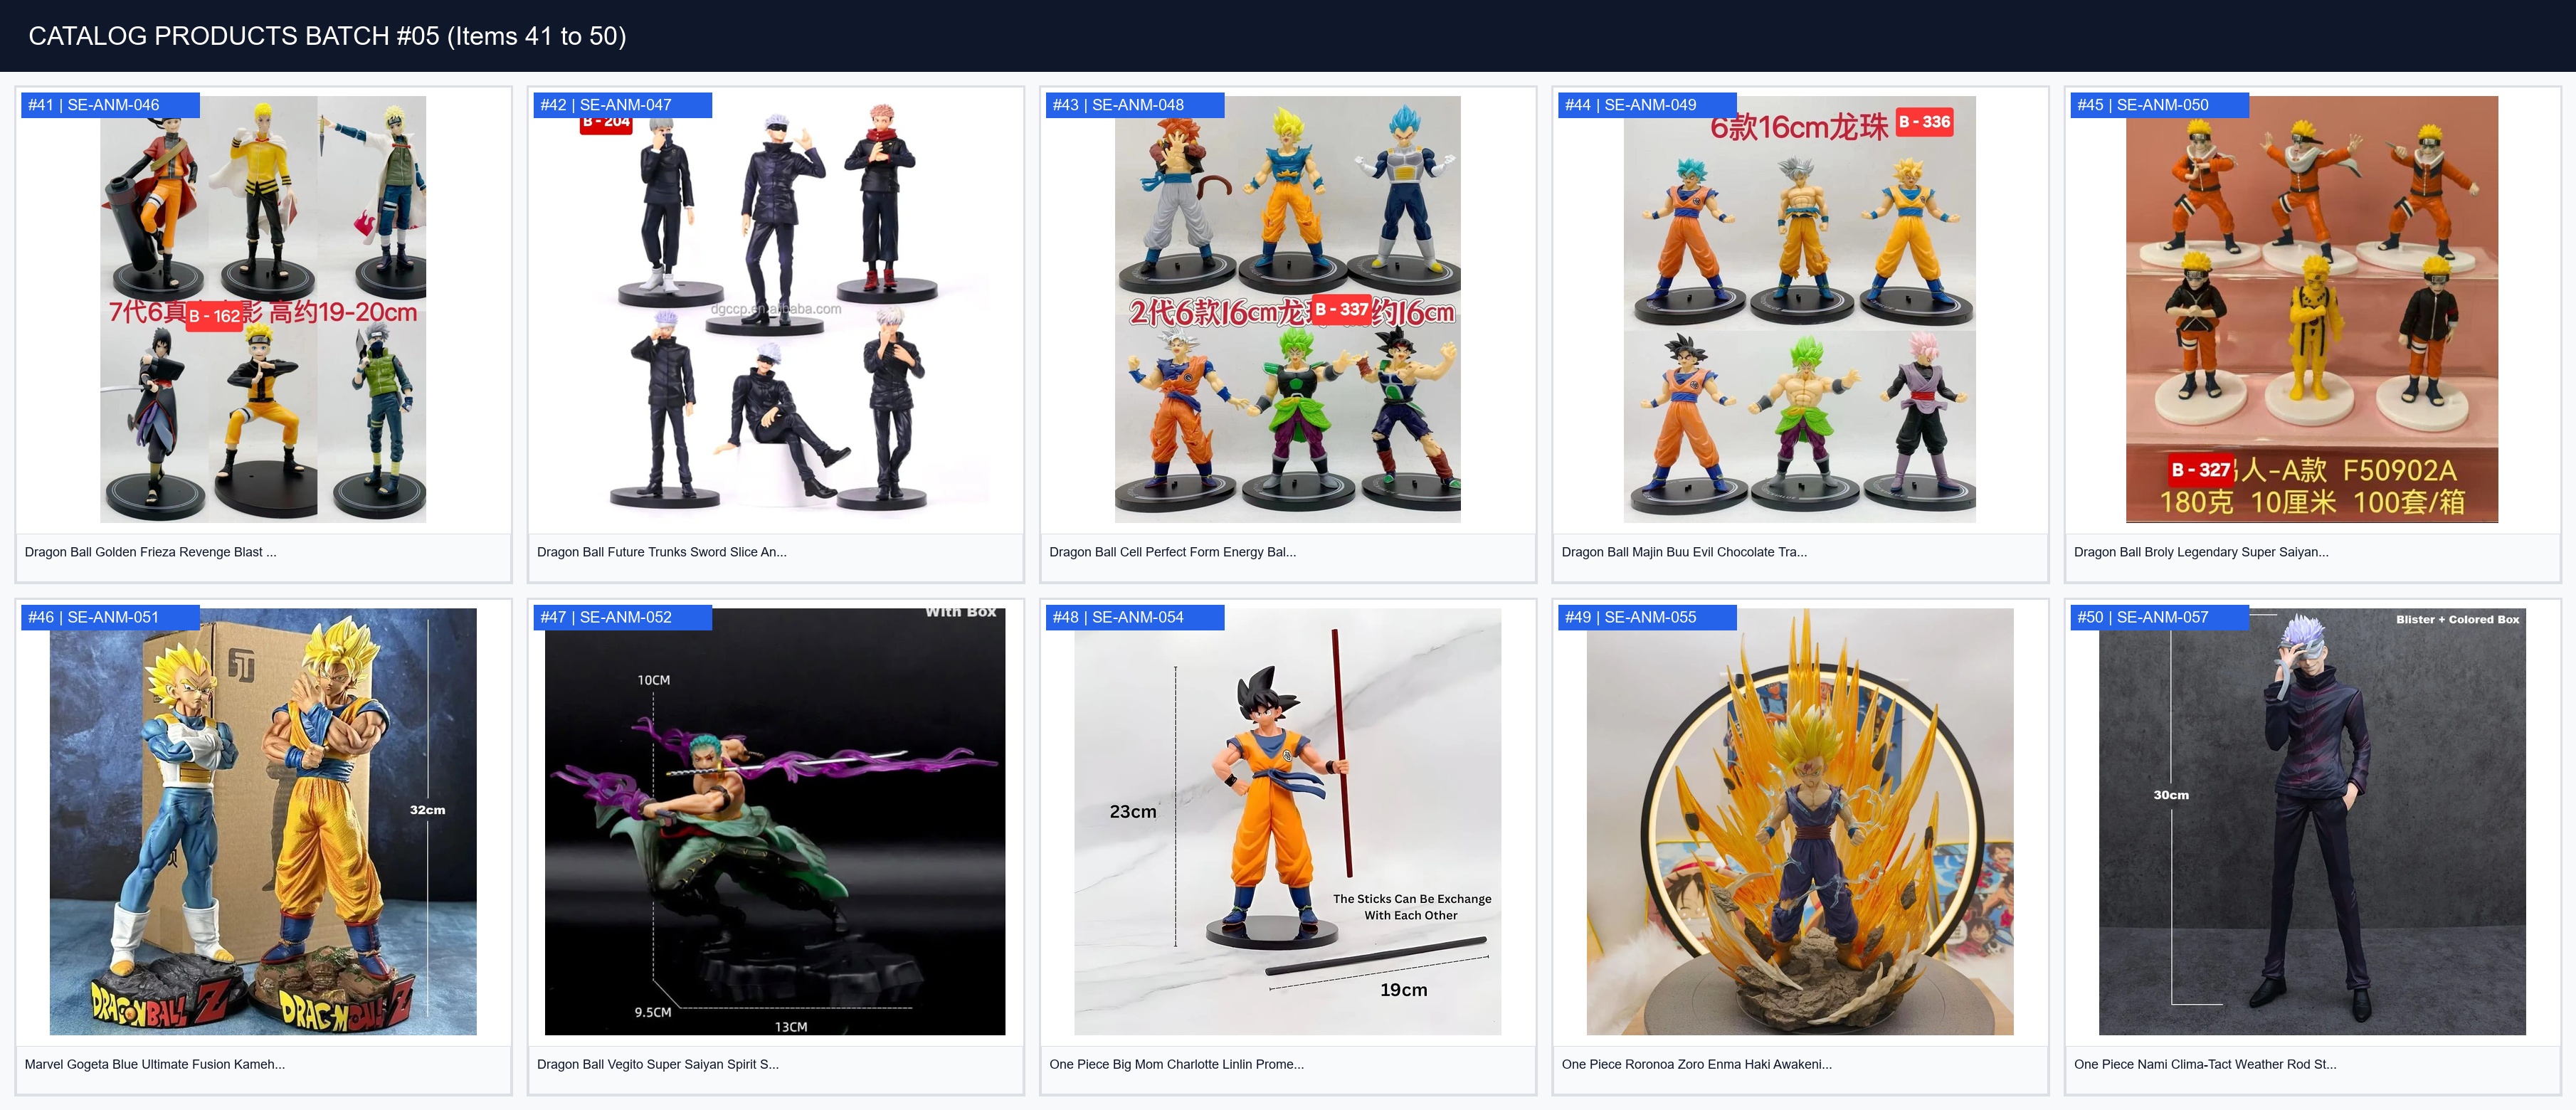 CATALOG PRODUCTS BATCH #05 (Items 41 to 50)
#41 | SE-ANM-046
7代6真
B - 162
影 高约19-20cm
Dragon Ball Golden Frieza Revenge Blast ...
#42 | SE-ANM-047
B - 204
Dragon Ball Future Trunks Sword Slice An...
#43 | SE-ANM-048
2代6款16cm龙
B - 337
约16cm
Dragon Ball Cell Perfect Form Energy Bal...
#44 | SE-ANM-049
6款16cm龙珠
B - 336
Dragon Ball Majin Buu Evil Chocolate Tra...
#45 | SE-ANM-050
B - 327
人-A款 F50902A
180克 10厘米 100套/箱
Dragon Ball Broly Legendary Super Saiyan...
#46 | SE-ANM-051
32cm
DRAGON BALL Z
DRAGON BALL Z
Marvel Gogeta Blue Ultimate Fusion Kameh...
#47 | SE-ANM-052
With Box
10CM
9.5CM
13CM
Dragon Ball Vegito Super Saiyan Spirit S...
#48 | SE-ANM-054
23cm
The Sticks Can Be Exchange
With Each Other
19cm
One Piece Big Mom Charlotte Linlin Prome...
#49 | SE-ANM-055
One Piece Roronoa Zoro Enma Haki Awakeni...
#50 | SE-ANM-057
Blister + Colored Box
30cm
One Piece Nami Clima-Tact Weather Rod St...